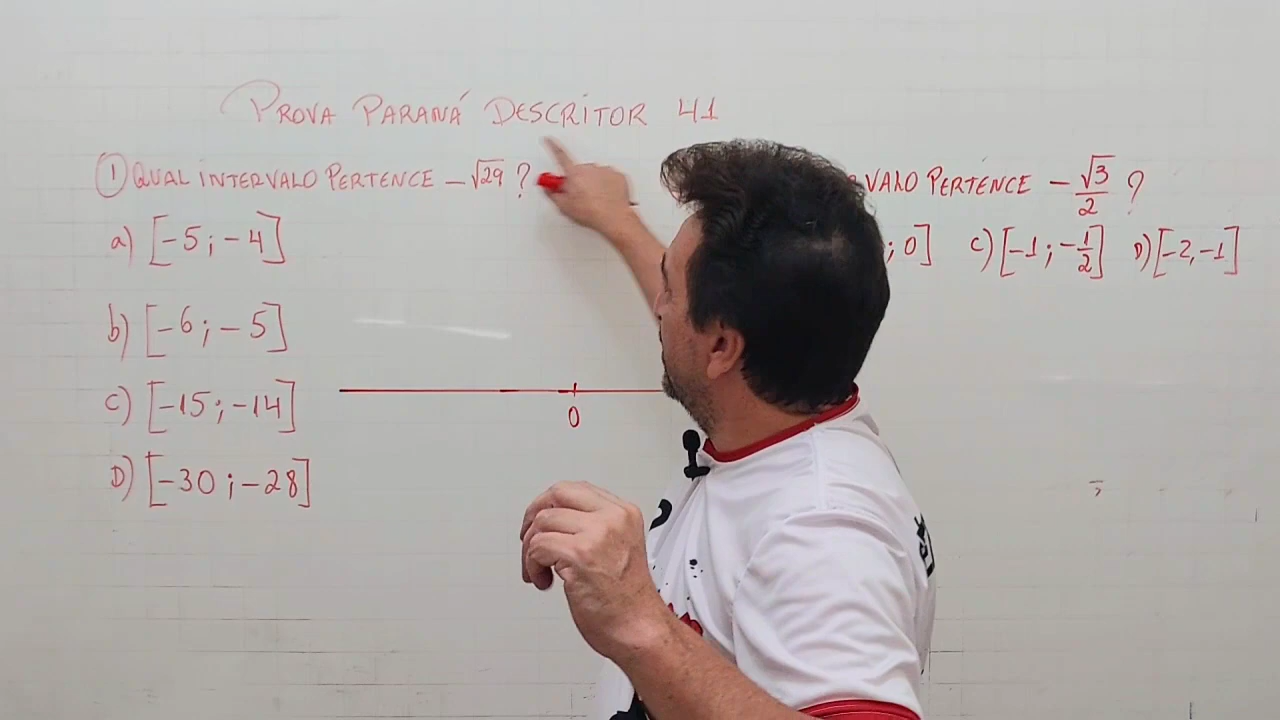 PROVA PARANÁ DESCRITOR 41
1 QUAL INTERVALO PERTENCE -√29 ?
a) [-5 ; -4]
b) [-6 ; -5]
c) [-15 ; -14]
D) [-30 ; -28]
0
PERTENCE -√3/2 ?
; 0] c) [-1 ; -1/2] D) [-2, -1]